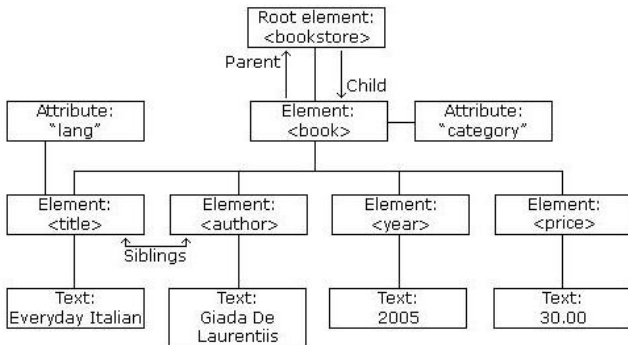 Root element:
<bookstore>
Parent
Child
Attribute:
"lang"
Element:
<book>
Attribute:
"category"
Element:
<title>
Element:
<author>
Element:
<year>
Element:
<price>
Siblings
Text:
Everyday Italian
Text:
Giada De
Laurentiis
Text:
2005
Text:
30.00